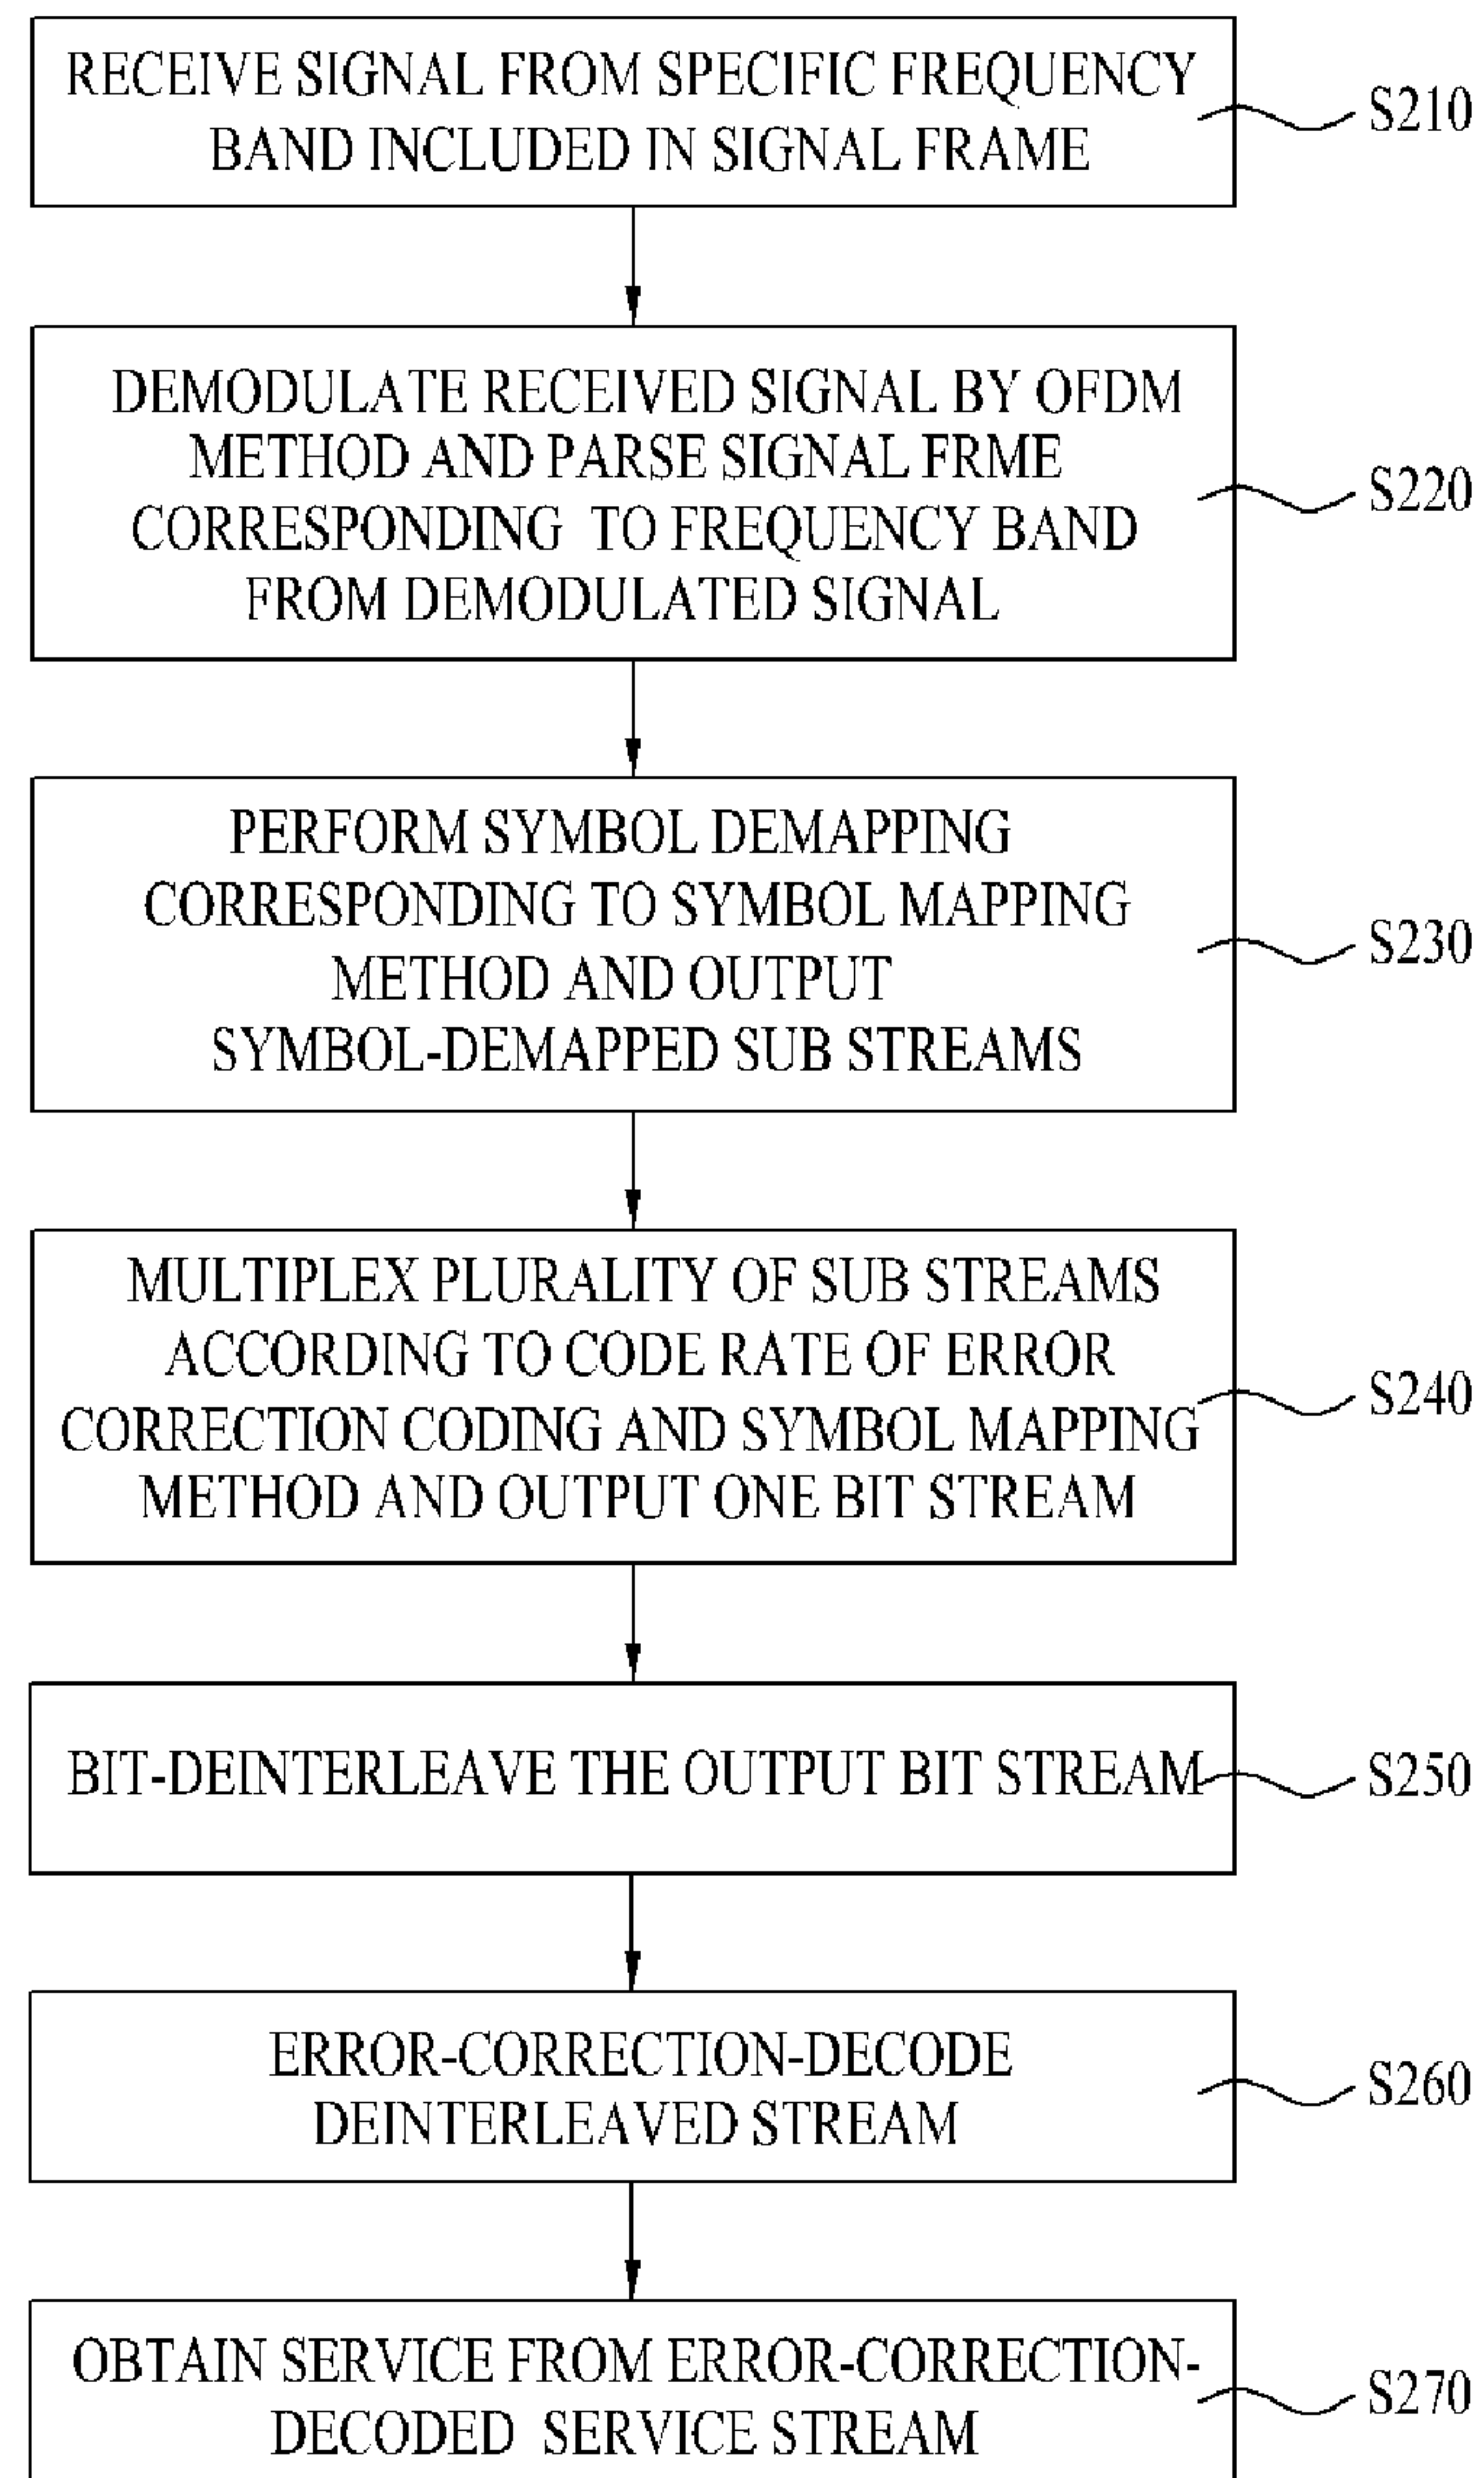 RECEIVE SIGNAL FROM SPECIFIC FREQUENCY
BAND INCLUDED IN SIGNAL FRAME
S210
DEMODULATE RECEIVED SIGNAL BY OFDM
METHOD AND PARSE SIGNAL FRME
CORRESPONDING TO FREQUENCY BAND
FROM DEMODULATED SIGNAL
S220
PERFORM SYMBOL DEMAPPING
CORRESPONDING TO SYMBOL MAPPING
METHOD AND OUTPUT
SYMBOL-DEMAPPED SUB STREAMS
S230
MULTIPLEX PLURALITY OF SUB STREAMS
ACCORDING TO CODE RATE OF ERROR
CORRECTION CODING AND SYMBOL MAPPING
METHOD AND OUTPUT ONE BIT STREAM
S240
BIT-DEINTERLEAVE THE OUTPUT BIT STREAM
S250
ERROR-CORRECTION-DECODE
DEINTERLEAVED STREAM
S260
OBTAIN SERVICE FROM ERROR-CORRECTION-
DECODED SERVICE STREAM
S270